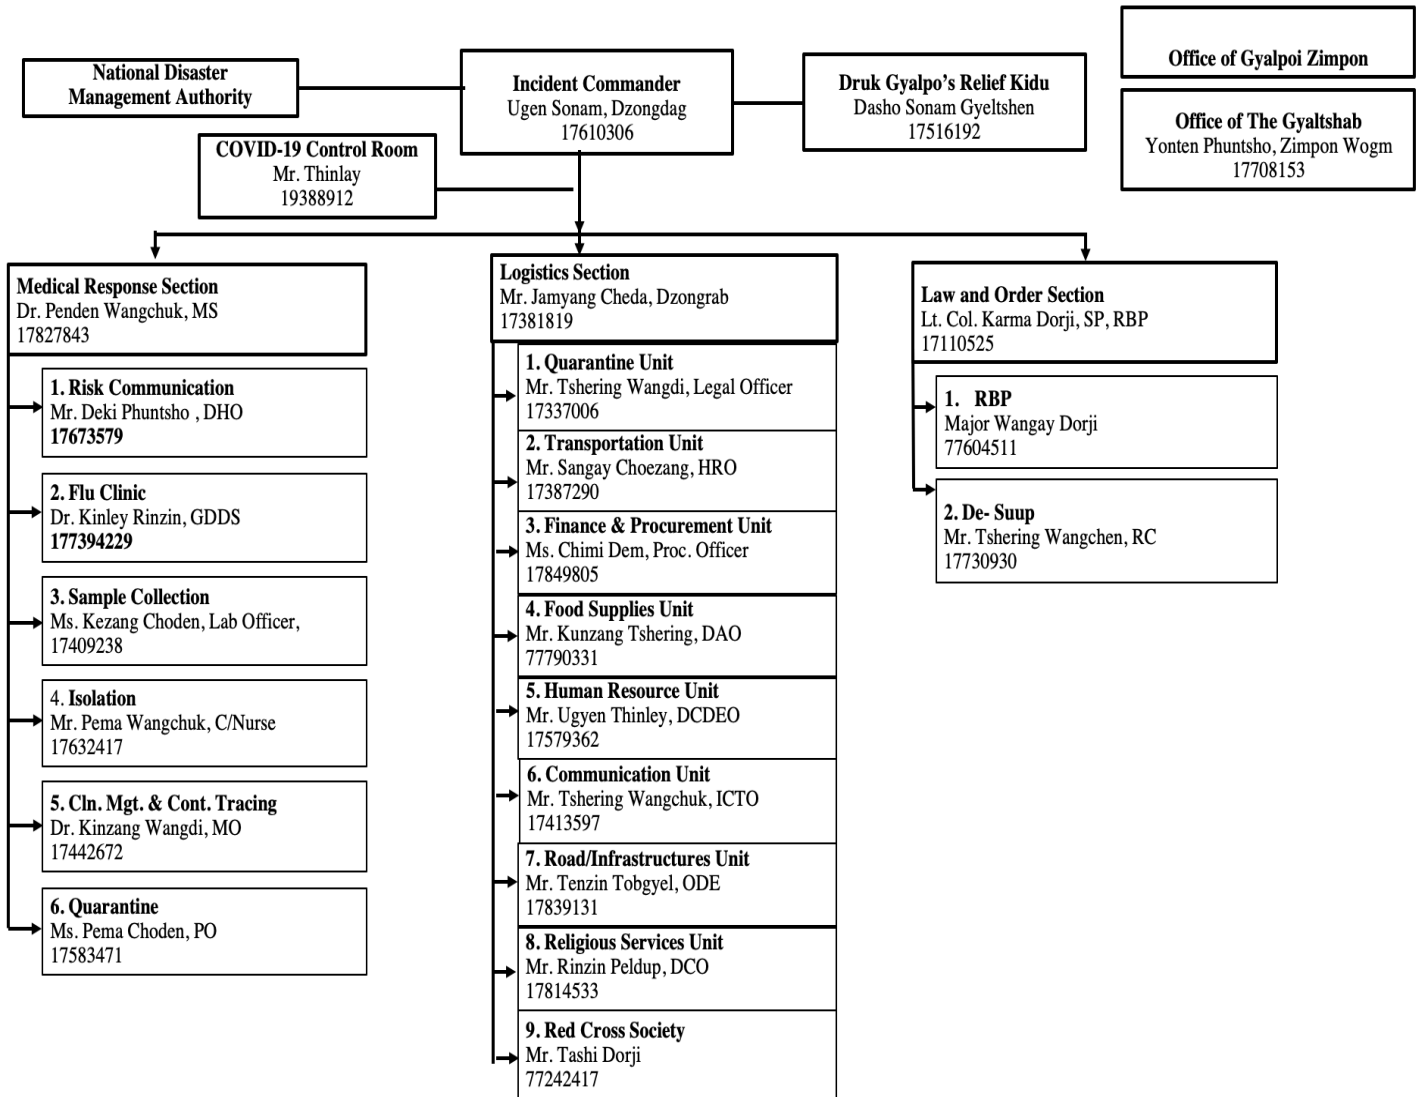 National Disaster
Management Authority
Incident Commander
Ugen Sonam, Dzongdag
17610306
Druk Gyalpo's Relief Kidu
Dasho Sonam Gyeltshen
17516192
Office of Gyalpoi Zimpon
Office of The Gyaltshab
Yonten Phuntsho, Zimpon Wogm
17708153
COVID-19 Control Room
Mr. Thinlay
19388912
Medical Response Section
Dr. Penden Wangchuk, MS
17827843
1. Risk Communication
Mr. Deki Phuntsho , DHO
17673579
2. Flu Clinic
Dr. Kinley Rinzin, GDDS
177394229
3. Sample Collection
Ms. Kezang Choden, Lab Officer,
17409238
4. Isolation
Mr. Pema Wangchuk, C/Nurse
17632417
5. Cln. Mgt. & Cont. Tracing
Dr. Kinzang Wangdi, MO
17442672
6. Quarantine
Ms. Pema Choden, PO
17583471
Logistics Section
Mr. Jamyang Cheda, Dzongrab
17381819
1. Quarantine Unit
Mr. Tshering Wangdi, Legal Officer
17337006
2. Transportation Unit
Mr. Sangay Choezang, HRO
17387290
3. Finance & Procurement Unit
Ms. Chimi Dem, Proc. Officer
17849805
4. Food Supplies Unit
Mr. Kunzang Tshering, DAO
77790331
5. Human Resource Unit
Mr. Ugyen Thinley, DCDEO
17579362
6. Communication Unit
Mr. Tshering Wangchuk, ICTO
17413597
7. Road/Infrastructures Unit
Mr. Tenzin Tobgyel, ODE
17839131
8. Religious Services Unit
Mr. Rinzin Peldup, DCO
17814533
9. Red Cross Society
Mr. Tashi Dorji
77242417
Law and Order Section
Lt. Col. Karma Dorji, SP, RBP
17110525
1. RBP
Major Wangay Dorji
77604511
2. De- Suup
Mr. Tshering Wangchen, RC
17730930